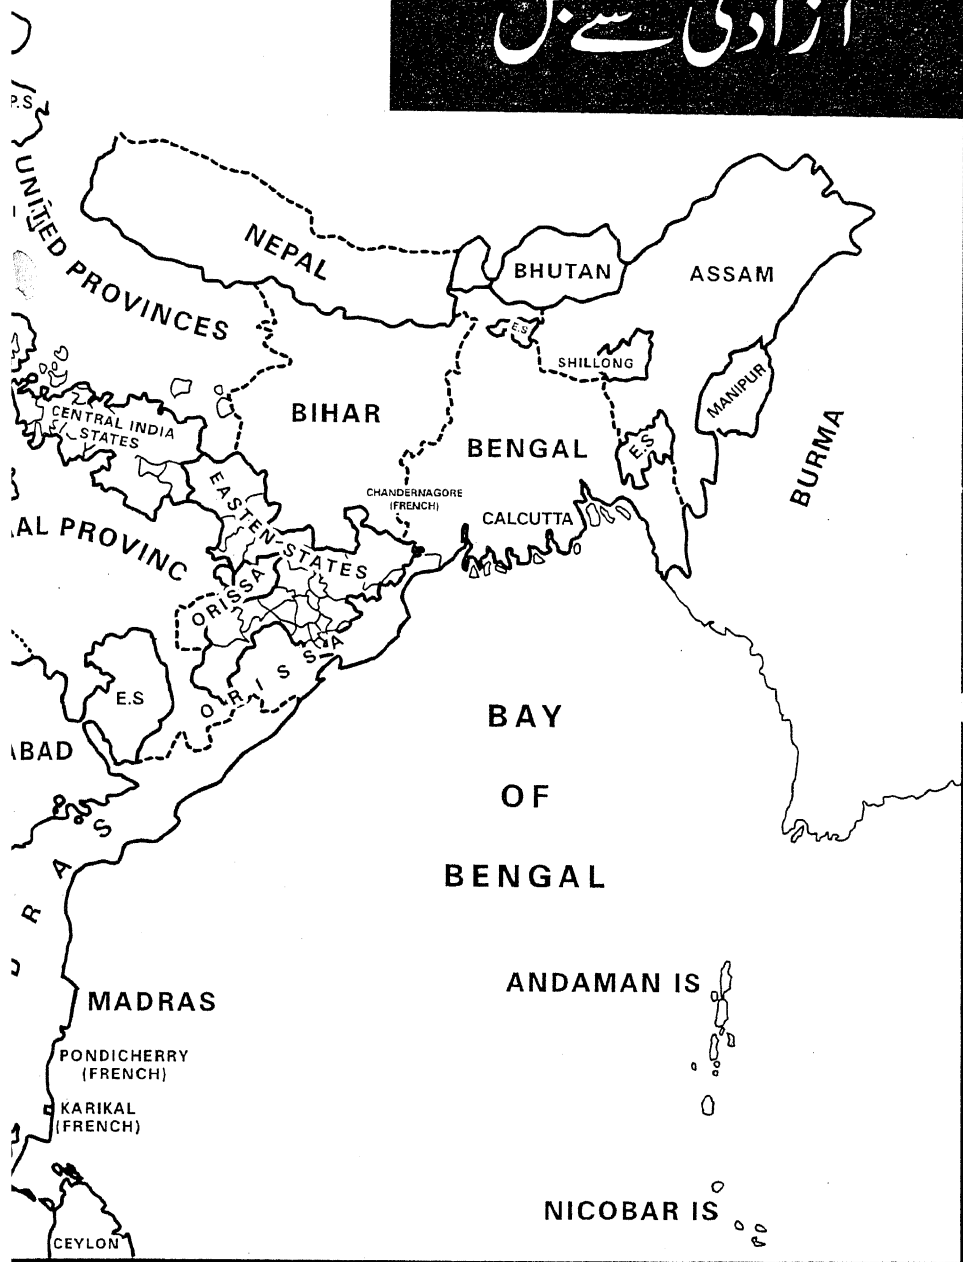 آزادی سے قبل
P.S
UNITED PROVINCES
NEPAL
BHUTAN
ASSAM
E.S
SHILLONG
MANIPUR
BIHAR
CENTRAL INDIA
STATES
BENGAL
E.S
BURMA
CHANDERNAGORE
(FRENCH)
CALCUTTA
EASTEN-STATES
AL PROVINC
ORISSA
ORISSA
E.S
BAY
OF
BENGAL
ABAD
RAS
ANDAMAN IS
MADRAS
PONDICHERRY
(FRENCH)
KARIKAL
(FRENCH)
NICOBAR IS
CEYLON